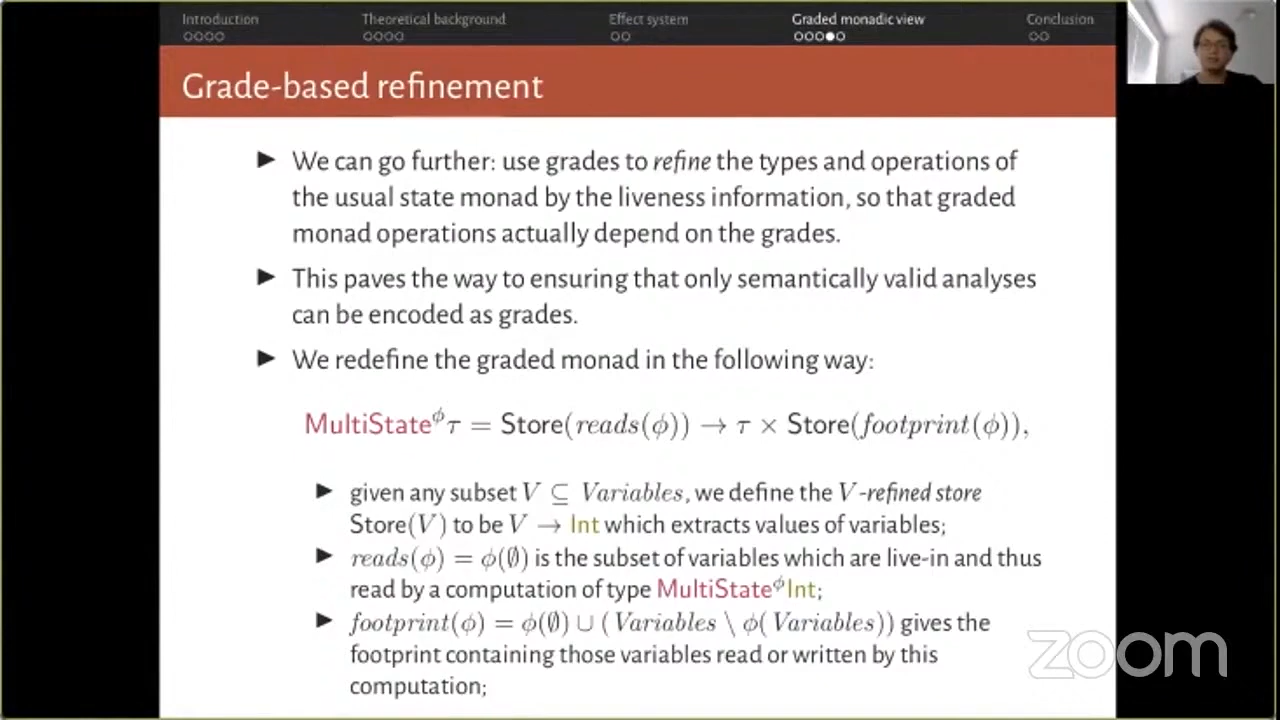 Introduction Theoretical background Effect system Graded monadic view Conclusion
Grade-based refinement
► We can go further: use grades to refine the types and operations of
the usual state monad by the liveness information, so that graded
monad operations actually depend on the grades.
► This paves the way to ensuring that only semantically valid analyses
can be encoded as grades.
► We redefine the graded monad in the following way:
MultiState^ϕ τ = Store(reads(ϕ)) → τ × Store(footprint(ϕ)),
► given any subset V ⊆ Variables, we define the V-refined store
Store(V) to be V → Int which extracts values of variables;
► reads(ϕ) = ϕ(∅) is the subset of variables which are live-in and thus
read by a computation of type MultiState^ϕ Int;
► footprint(ϕ) = ϕ(∅) ∪ (Variables \ ϕ(Variables)) gives the
footprint containing those variables read or written by this
computation;
zoom